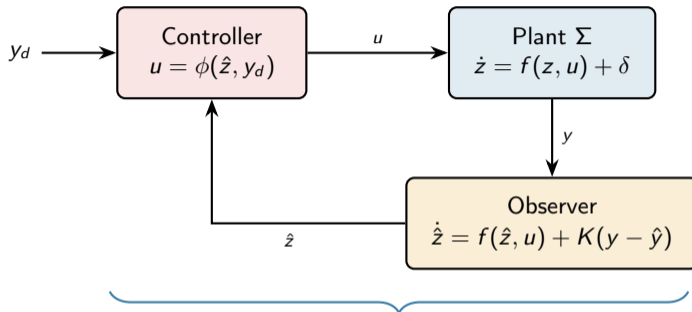 Controller
u = ϕ(ẑ, y_d)
Plant Σ
ż = f(z, u) + δ
y_d
u
y
Observer
ẑ̇ = f(ẑ, u) + K(y − ŷ)
ẑ